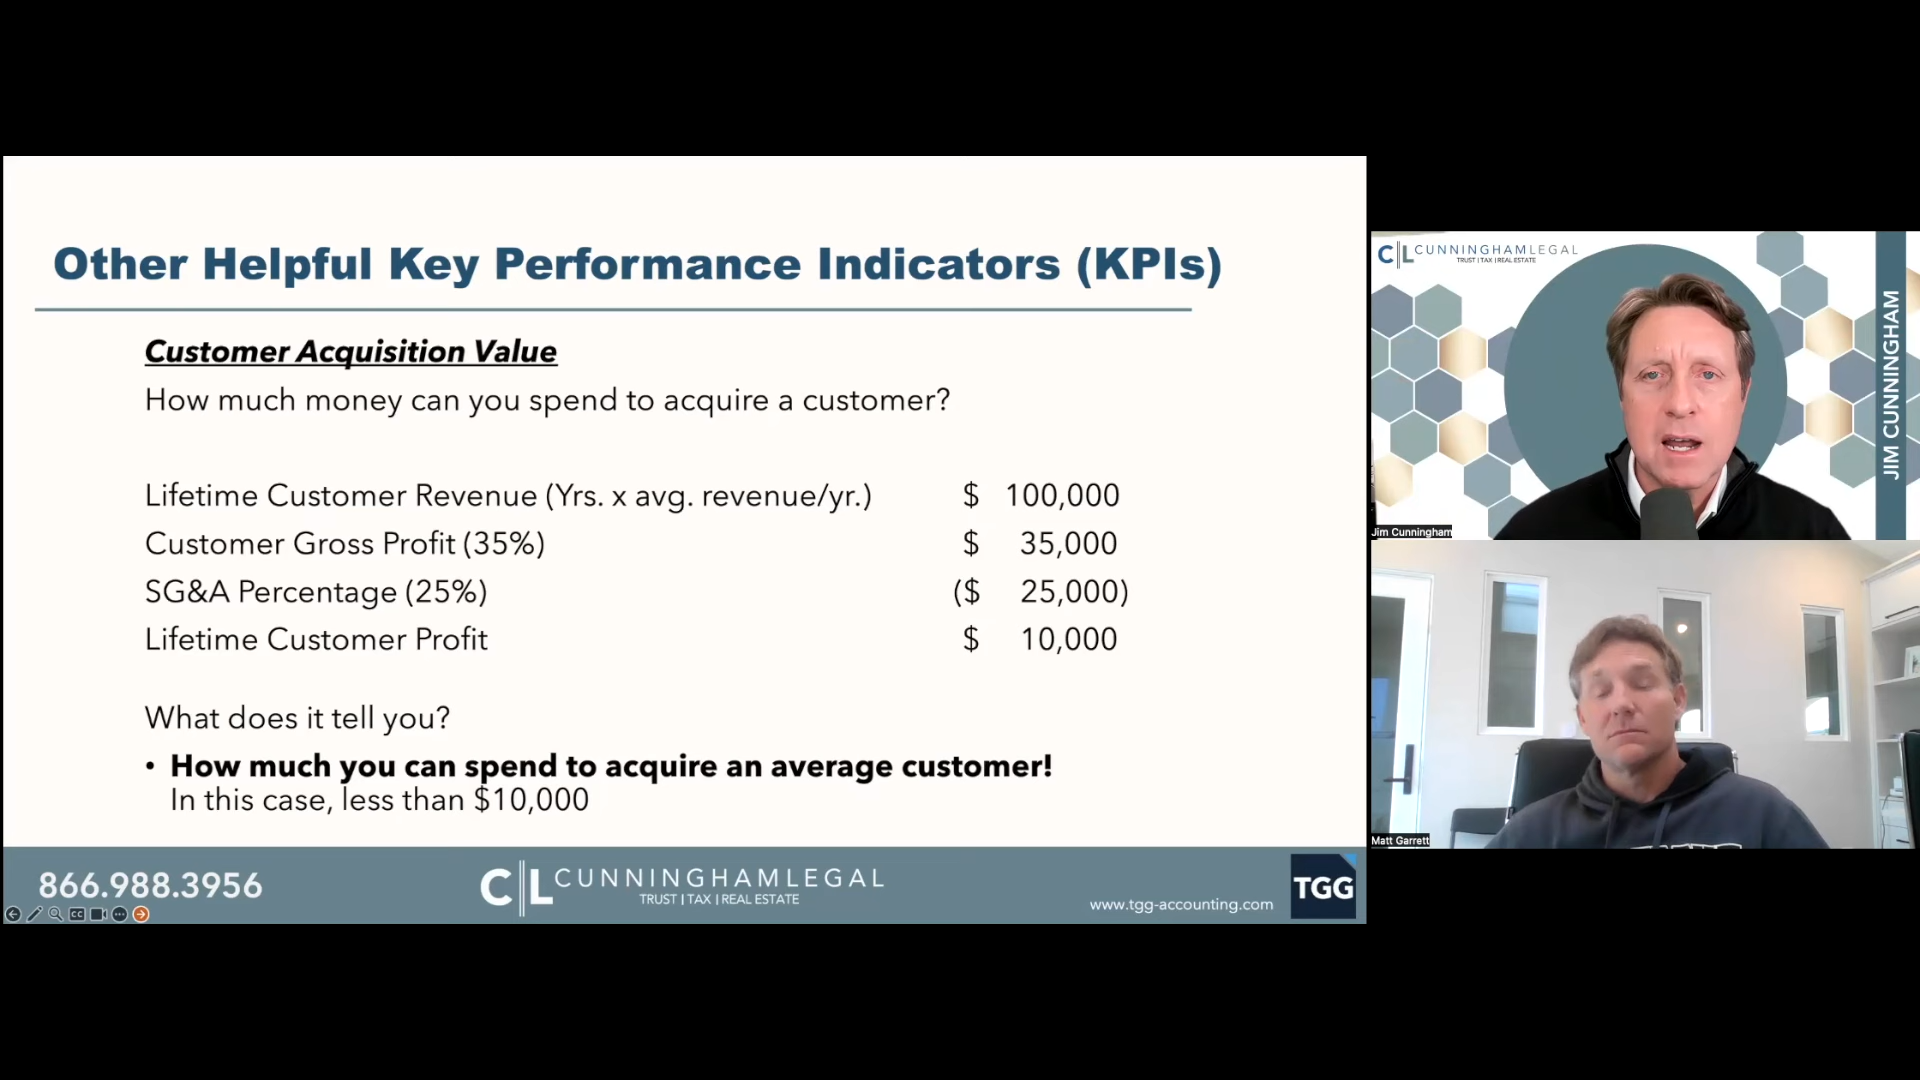 Other Helpful Key Performance Indicators (KPIs)
Customer Acquisition Value
How much money can you spend to acquire a customer?
Lifetime Customer Revenue (Yrs. x avg. revenue/yr.) $ 100,000
Customer Gross Profit (35%) $ 35,000
SG&A Percentage (25%) ($ 25,000)
Lifetime Customer Profit $ 10,000
What does it tell you?
• How much you can spend to acquire an average customer!
In this case, less than $10,000
866.988.3956
CL CUNNINGHAMLEGAL
TRUST | TAX | REAL ESTATE
www.tgg-accounting.com
TGG
CC
CL CUNNINGHAMLEGAL
TRUST | TAX | REAL ESTATE
JIM CUNNINGHAM
Jim Cunningham
Matt Garrett